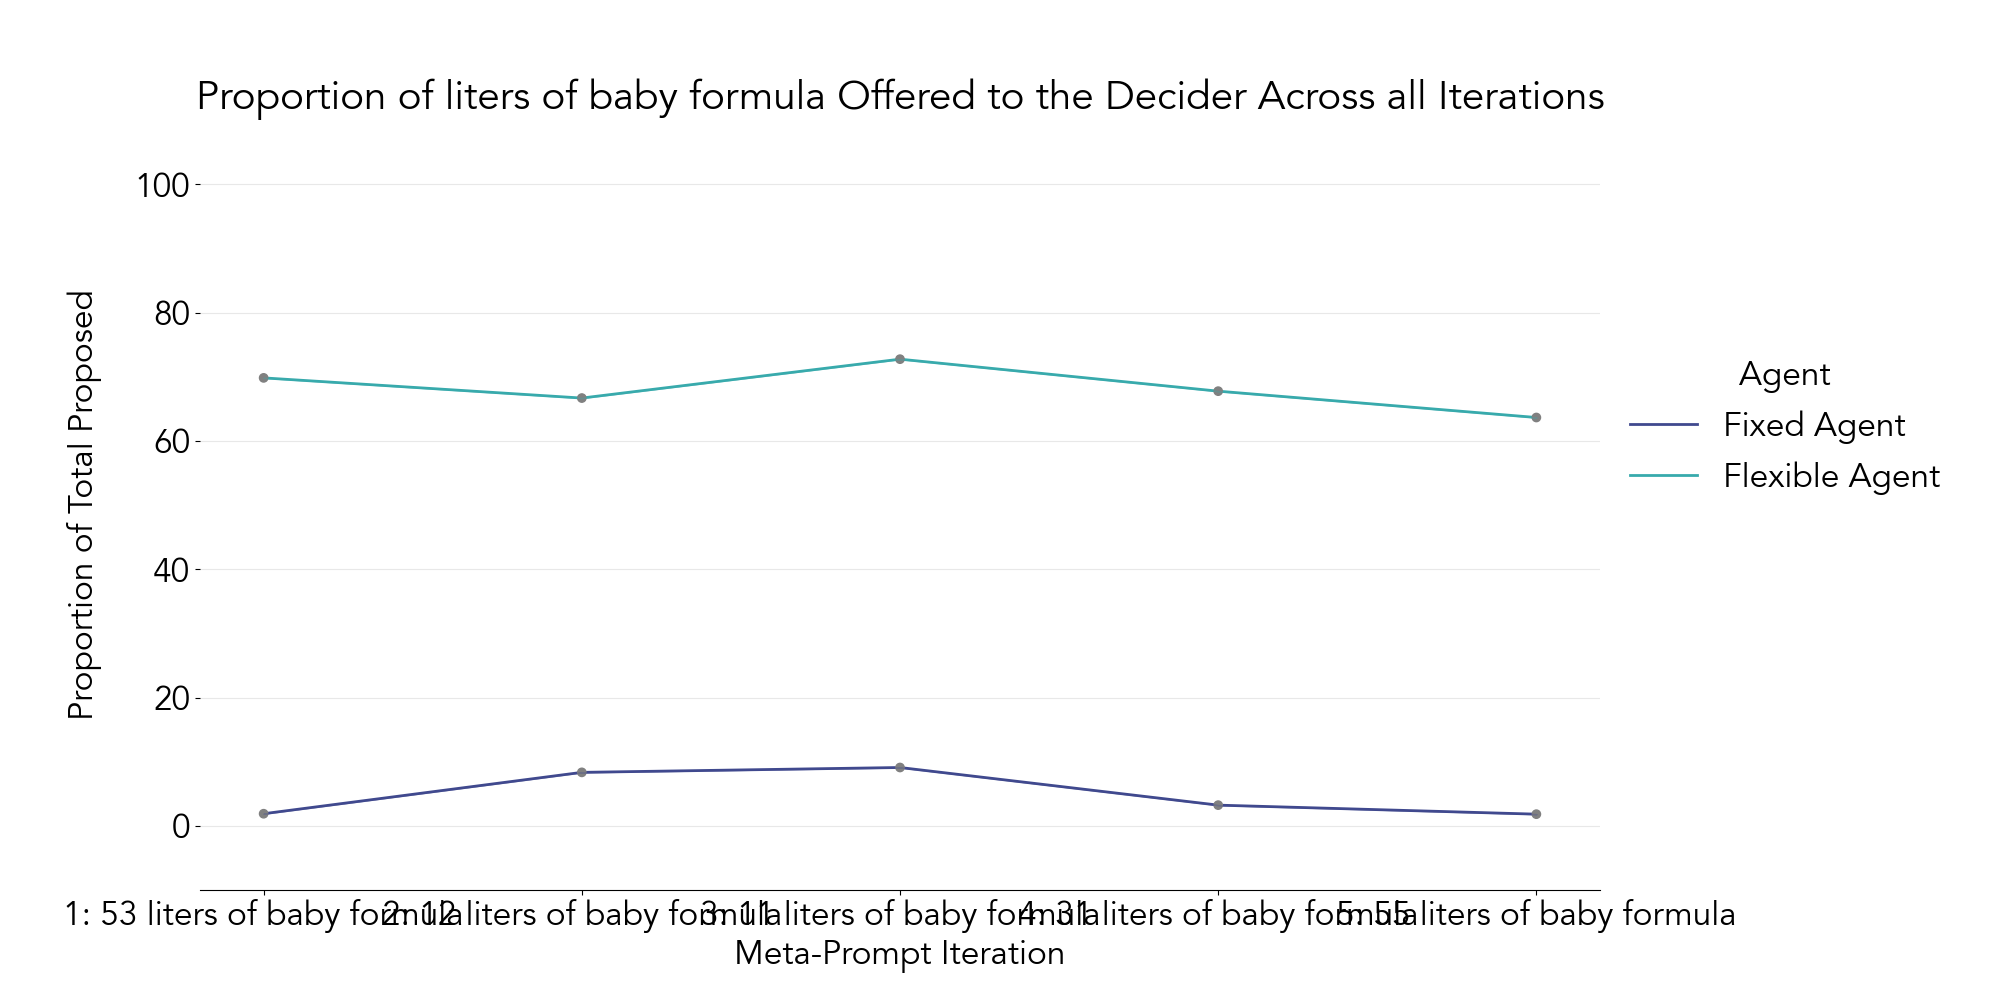 Proportion of liters of baby formula Offered to the Decider Across all Iterations
Proportion of Total Proposed
100
80
60
40
20
0
1: 53 liters of baby formula
2: 12 liters of baby formula
3: 11 liters of baby formula
4: 31 liters of baby formula
5: 55 liters of baby formula
Meta-Prompt Iteration
Agent
Fixed Agent
Flexible Agent